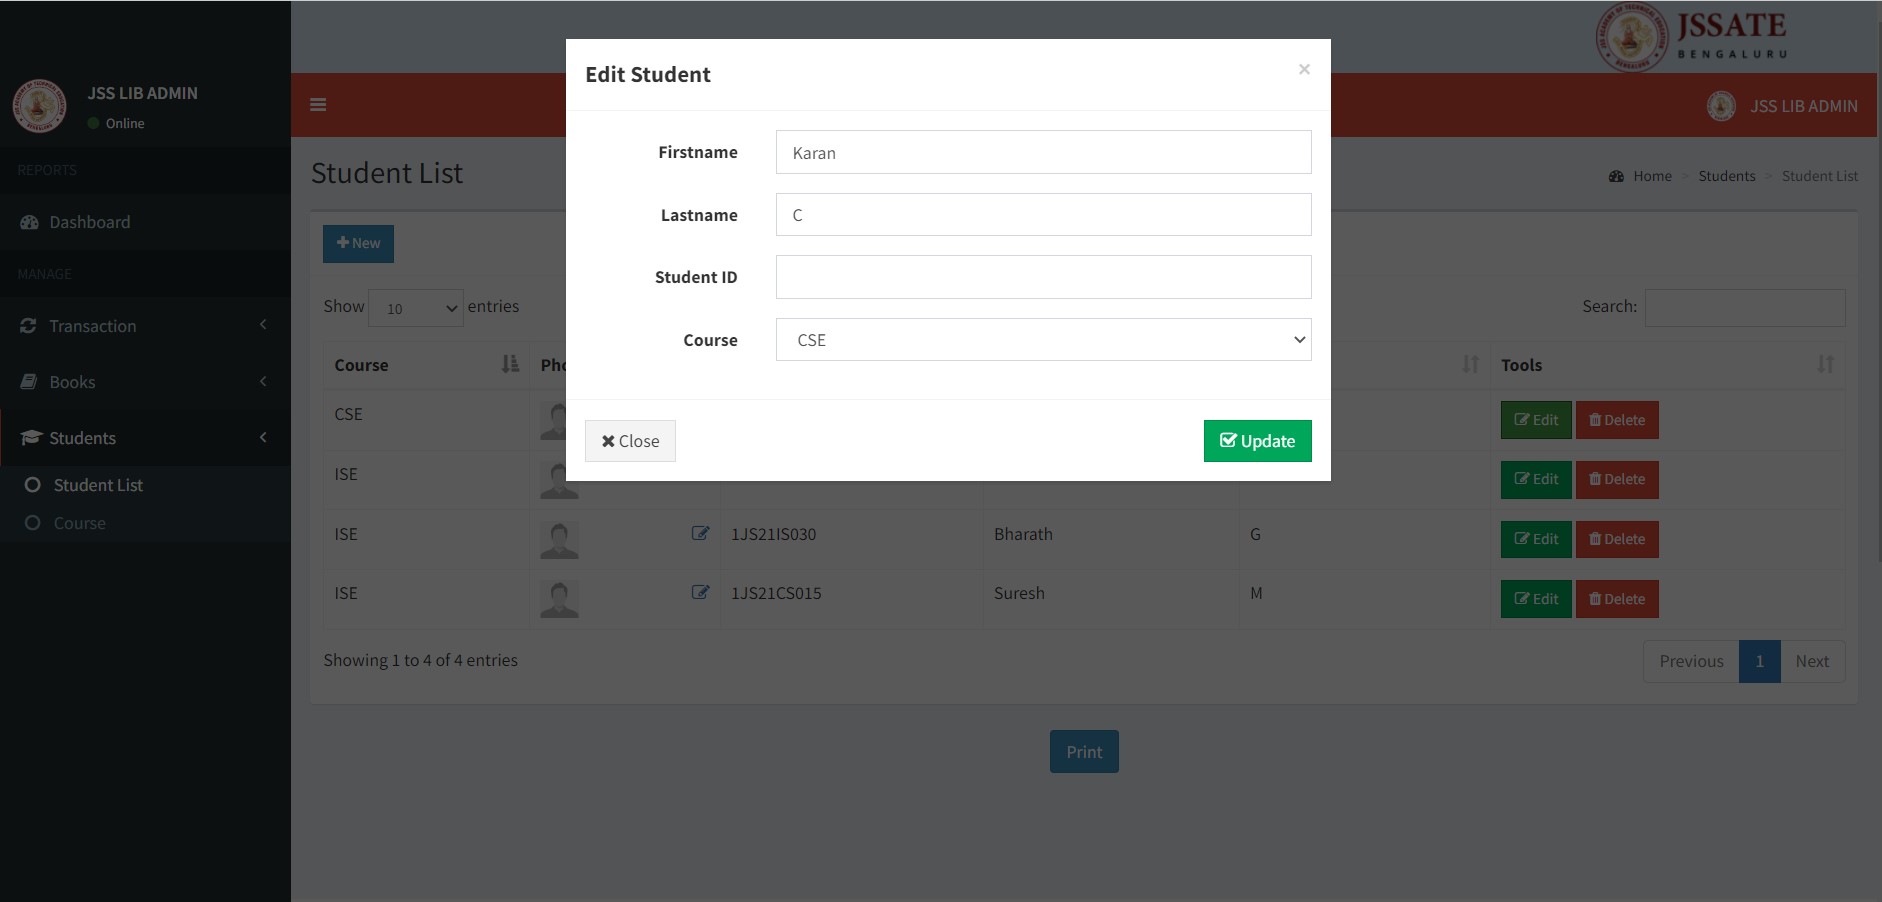 JSSATE
BENGALURU
JSS LIB ADMIN
Online
JSS LIB ADMIN
REPORTS
Dashboard
MANAGE
Transaction
Books
Students
Student List
Course
Student List
Home > Students > Student List
New
Show 10 entries
Search:
Course Tools
CSE Edit Delete
ISE Edit Delete
ISE 1JS21IS030 Bharath G Edit Delete
ISE 1JS21CS015 Suresh M Edit Delete
Showing 1 to 4 of 4 entries
Previous 1 Next
Print
Edit Student
×
Firstname Karan
Lastname C
Student ID
Course CSE
Close
Update